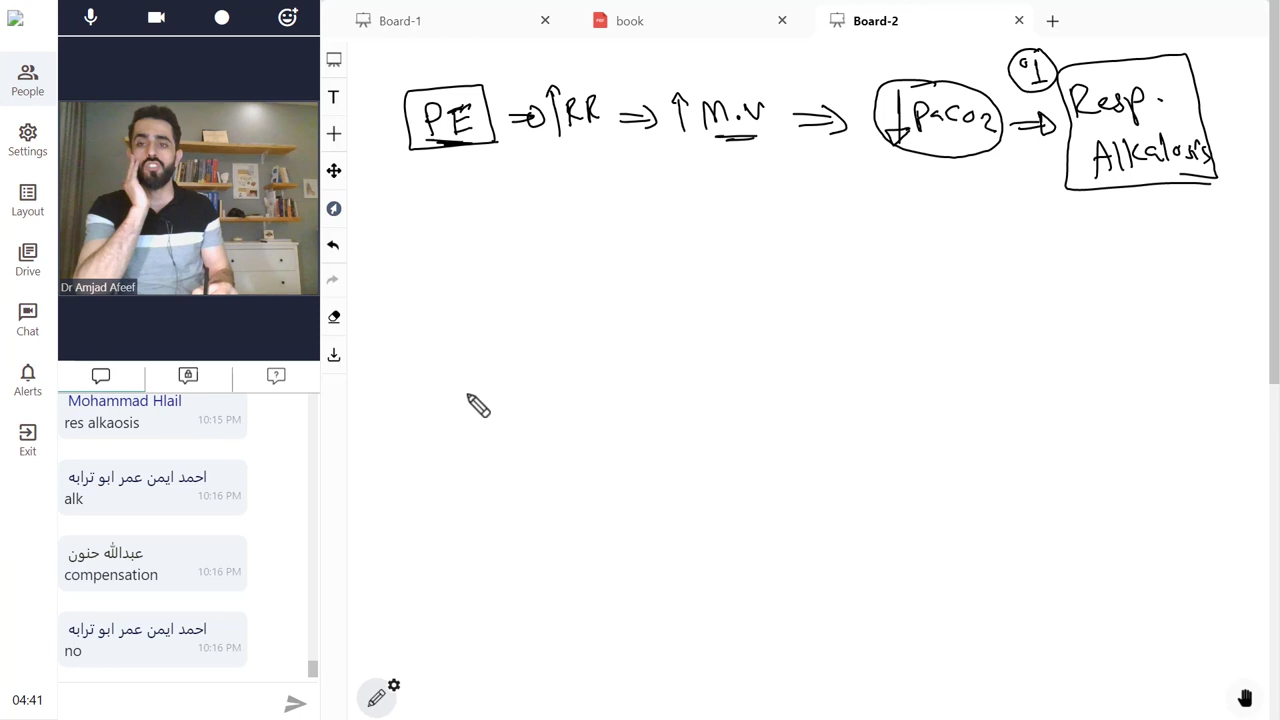 Board-1
book
Board-2
People
Settings
Layout
Drive
Chat
Alerts
Exit
04:41
Dr Amjad Afeef
Mohammad Hlail
res alkaosis 10:15 PM
احمد ايمن عمر ابو ترابه
alk 10:16 PM
عبدالله حنون
compensation 10:16 PM
احمد ايمن عمر ابو ترابه
no 10:16 PM
PE ⇒ ↑RR ⇒ ↑ M.V ⇒ ↓PaCO2 ⇒ Resp.
Alkalosis